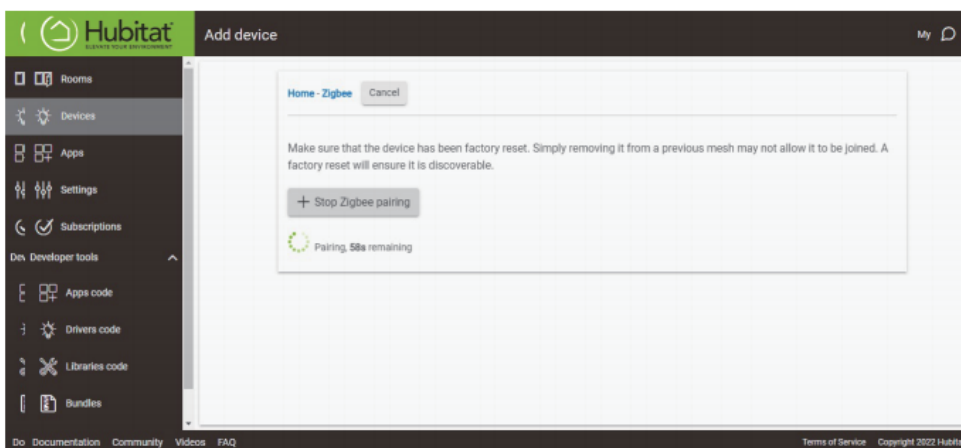 Hubitat
ELEVATE YOUR ENVIRONMENT
Add device
My
Rooms
Devices
Apps
Settings
Subscriptions
Dev Developer tools
Apps code
Drivers code
Libraries code
Bundles
Home - Zigbee Cancel
Make sure that the device has been factory reset. Simply removing it from a previous mesh may not allow it to be joined. A
factory reset will ensure it is discoverable.
+ Stop Zigbee pairing
Pairing, 58s remaining
Do Documentation Community Videos FAQ
Terms of Service Copyright 2022 Hubita